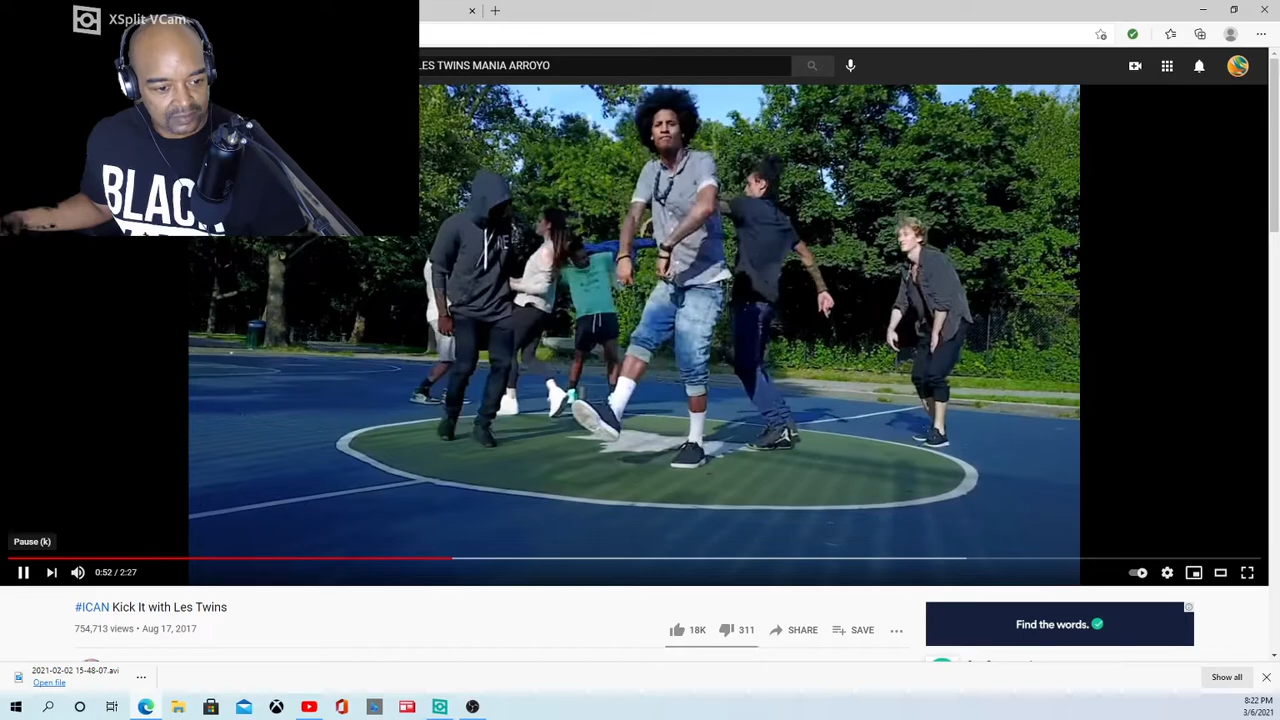 XSplit VCam
LES TWINS MANIA ARROYO
BLACK
Pause (k)
0:52 / 2:27
#ICAN Kick It with Les Twins
754,713 views • Aug 17, 2017
18K
311
SHARE
SAVE
Find the words.
2021-02-02 15-48-07.avi
Open file
Show all
8:22 PM
3/6/2021